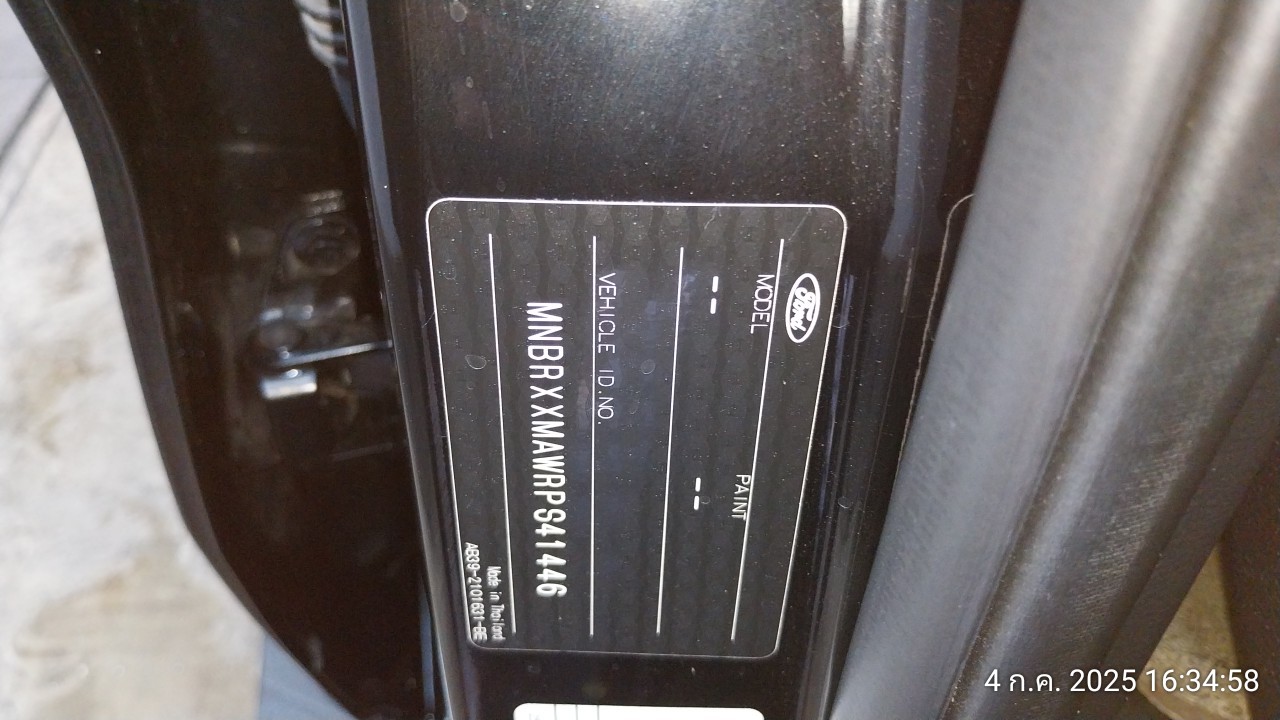 Ford
MODEL PAINT
-- --
VEHICLE ID.NO.
MNBRXXMAWRPS41446
Made in Thailand
AB39-2101631-BE
4 ก.ค. 2025 16:34:58